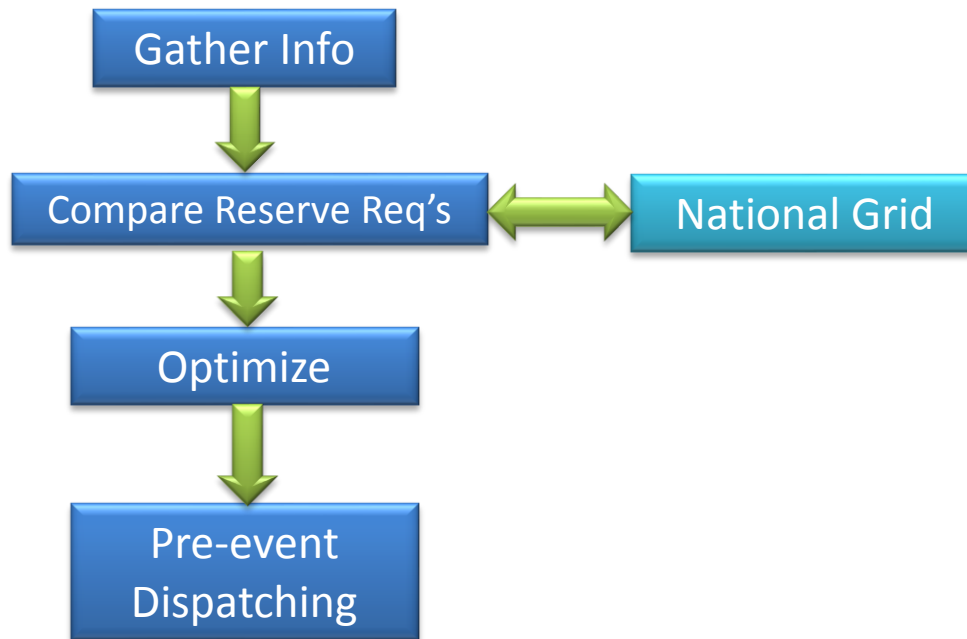 Gather Info
Compare Reserve Req’s
National Grid
Optimize
Pre-event
Dispatching